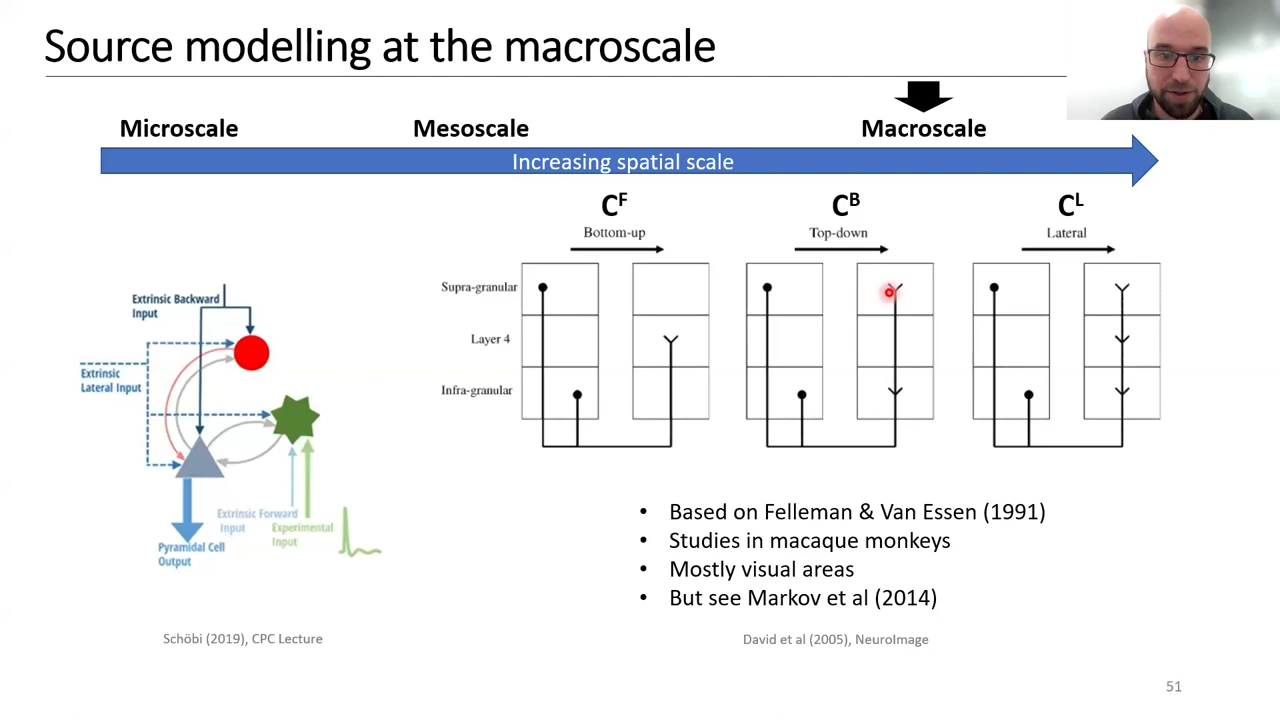 Source modelling at the macroscale
Microscale
Mesoscale
Macroscale
Increasing spatial scale
C^F
C^B
C^L
Bottom-up
Top-down
Lateral
Supra-granular
Layer 4
Infra-granular
Extrinsic Backward
Input
Extrinsic
Lateral Input
Extrinsic Forward
Input
Experimental
Input
Pyramidal Cell
Output
• Based on Felleman & Van Essen (1991)
• Studies in macaque monkeys
• Mostly visual areas
• But see Markov et al (2014)
Schöbi (2019), CPC Lecture
David et al (2005), NeuroImage
51